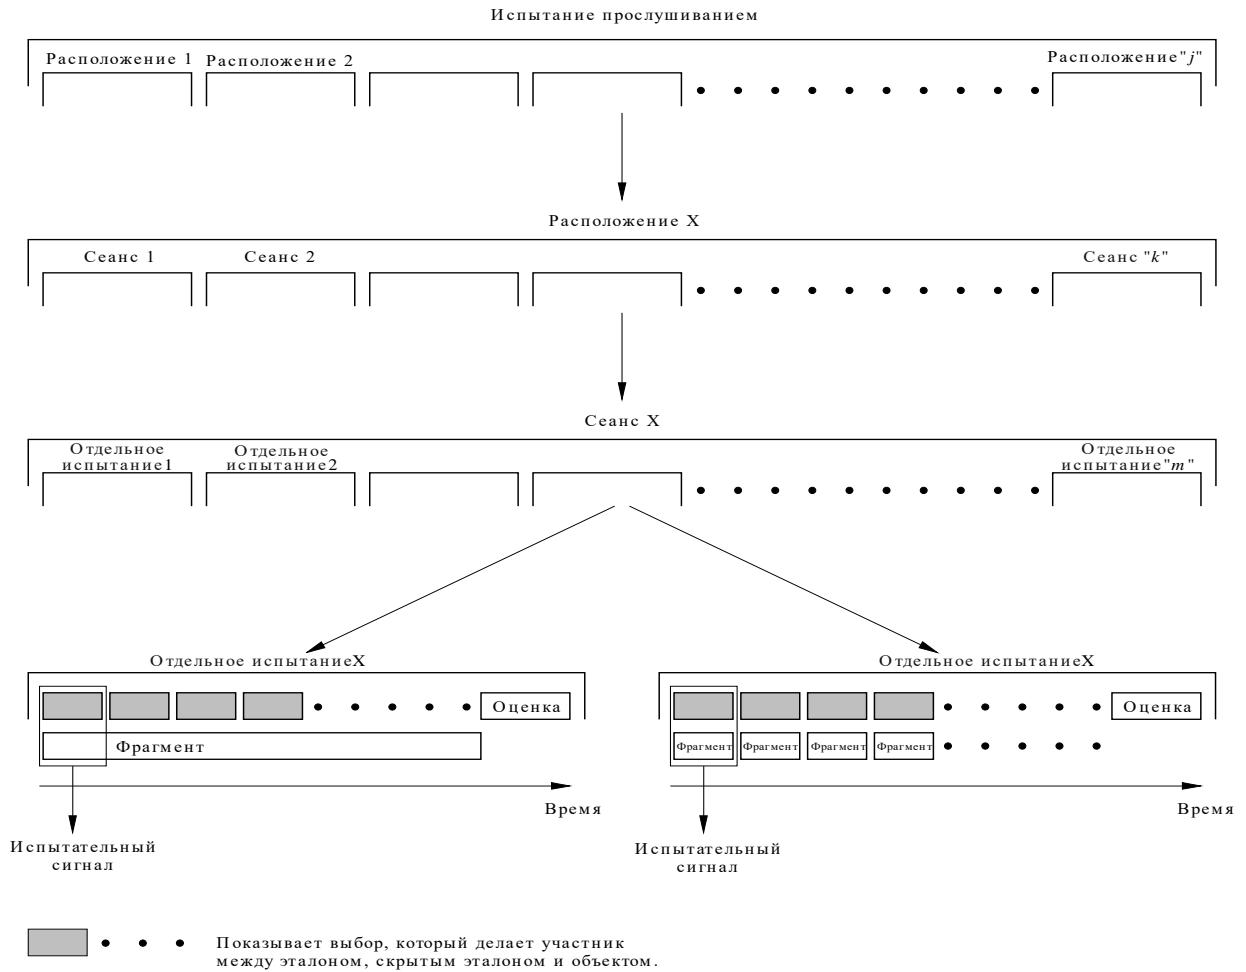 Испытание прослушиванием
Расположение 1
Расположение 2
Расположение "j"
Расположение X
Сеанс 1
Сеанс 2
Сеанс "k"
Сеанс X
Отдельное
испытание1
Отдельное
испытание2
Отдельное
испытание"m"
Отдельное испытаниеX
Отдельное испытаниеX
Оценка
Оценка
Фрагмент
Фрагмент
Фрагмент
Фрагмент
Фрагмент
Время
Время
Испытательный
сигнал
Испытательный
сигнал
Показывает выбор, который делает участник
между эталоном, скрытым эталоном и объектом.